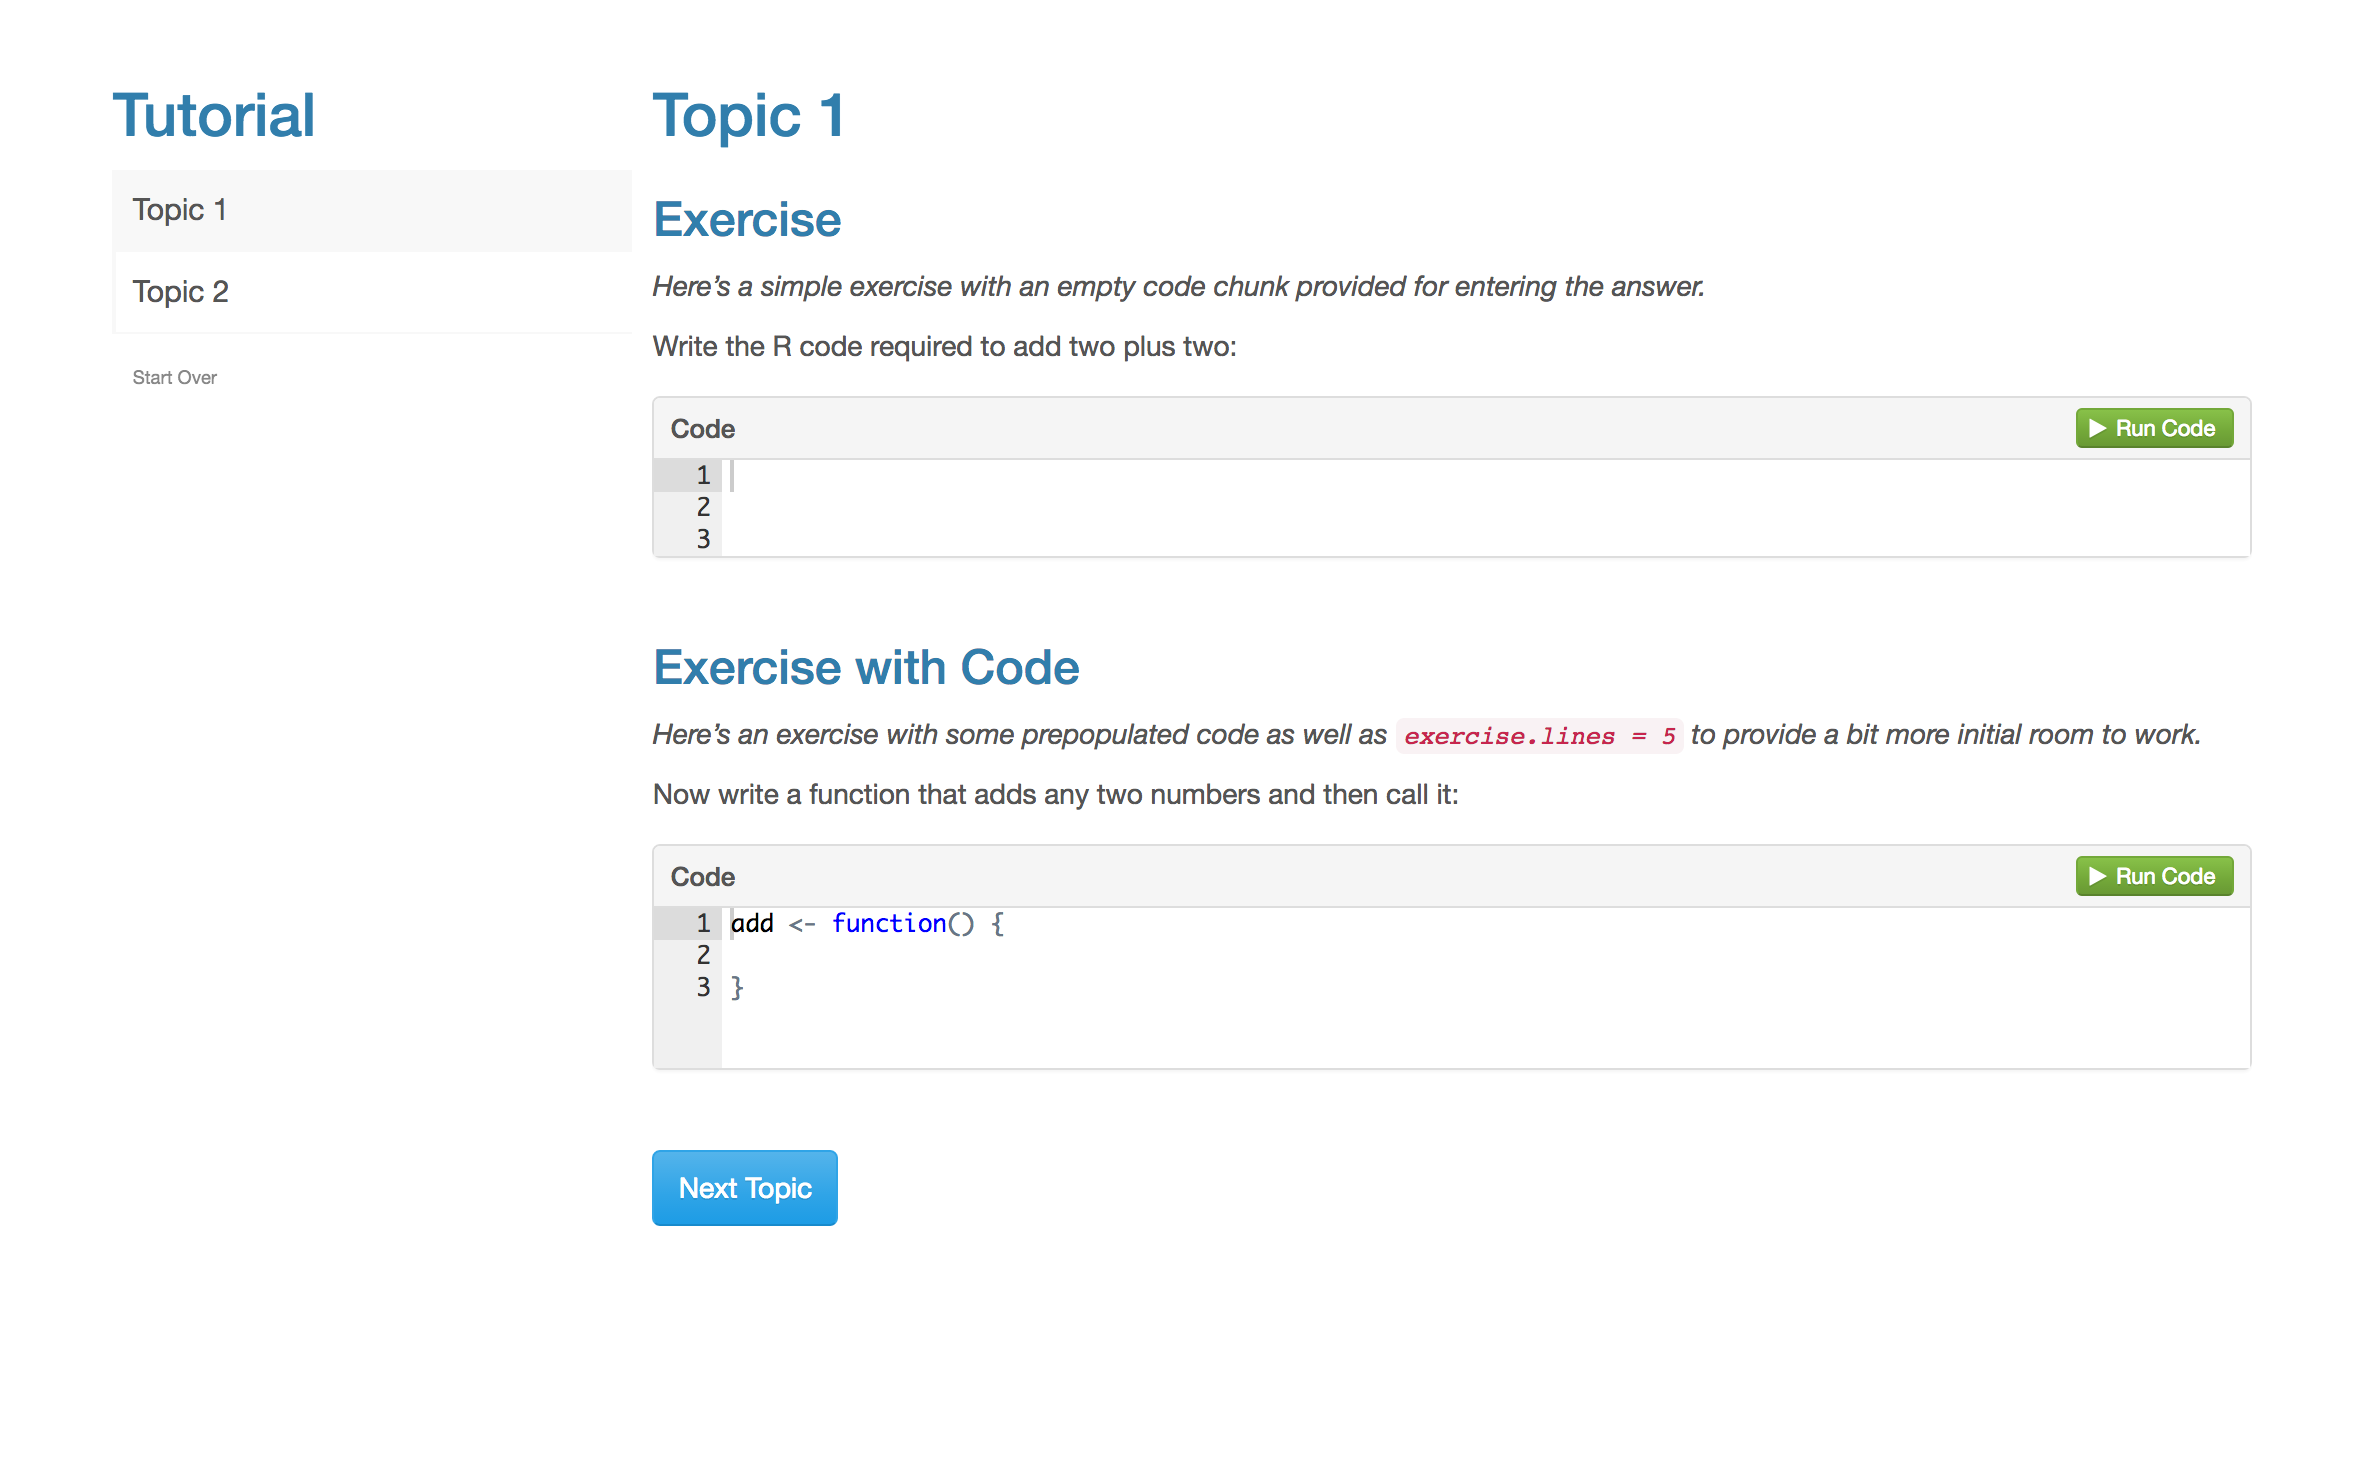 Tutorial
Topic 1
Topic 2
Start Over
Topic 1
Exercise
Here’s a simple exercise with an empty code chunk provided for entering the answer.
Write the R code required to add two plus two:
Code
Run Code
1
2
3
Exercise with Code
Here’s an exercise with some prepopulated code as well as exercise.lines = 5 to provide a bit more initial room to work.
Now write a function that adds any two numbers and then call it:
Code
Run Code
1 add <- function() {
2
3 }
Next Topic